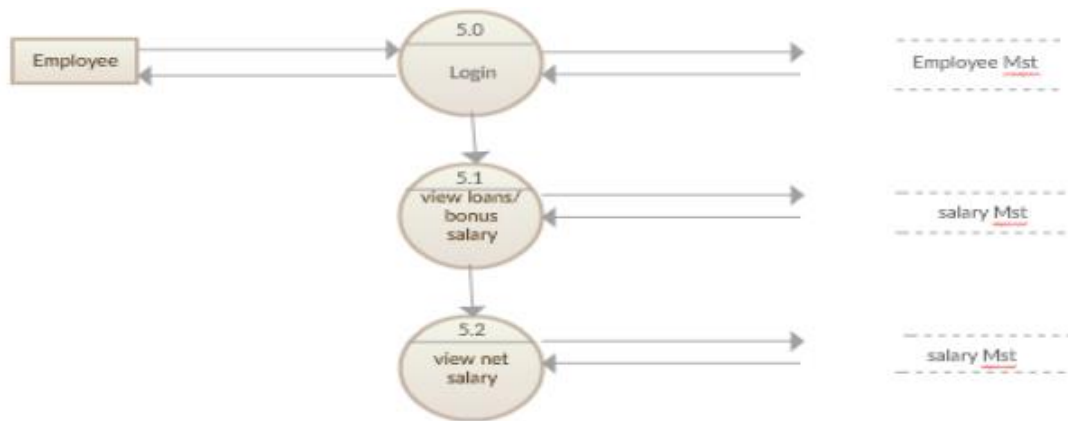 5.0
Employee
Login
Employee Mst
5.1
view loans/
bonus
salary
salary Mst
5.2
view net
salary
salary Mst